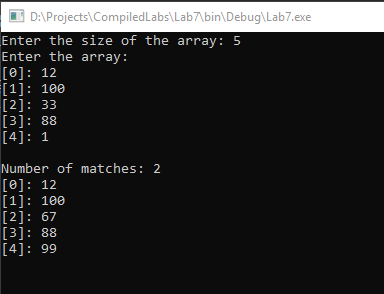 D:\Projects\CompiledLabs\Lab7\bin\Debug\Lab7.exe
Enter the size of the array: 5
Enter the array:
[0]: 12
[1]: 100
[2]: 33
[3]: 88
[4]: 1

Number of matches: 2
[0]: 12
[1]: 100
[2]: 67
[3]: 88
[4]: 99